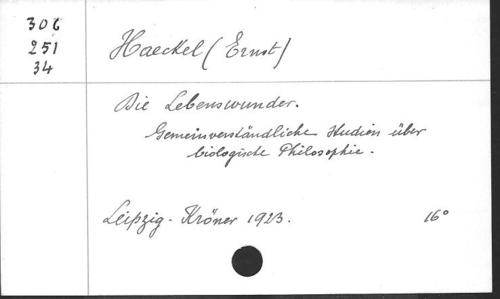 306
251
34
Haeckel (Ernst)
Die Lebenswunder.
Gemeinverständliche Studien über
biologische Philosophie.
Leipzig - Kröner 1923.
16°